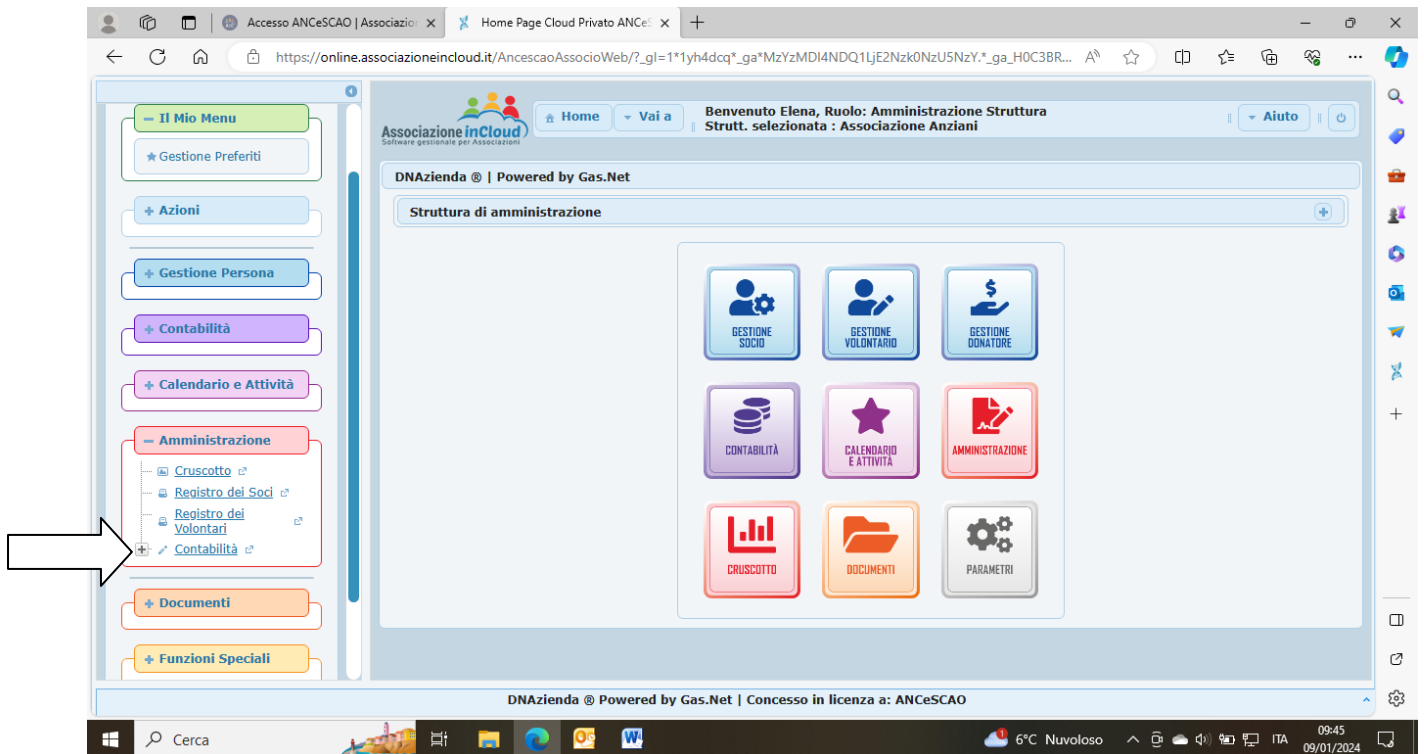 Accesso ANCeSCAO | Associazio
Home Page Cloud Privato ANCeS
https://online.associazioneincloud.it/AncescaoAssocioWeb/?_gl=1*1yh4dcq*_ga*MzYzMDI4NDQ1LjE2Nzk0NzU5NzY.*_ga_H0C3BR...
Il Mio Menu
Gestione Preferiti
Azioni
Gestione Persona
Contabilità
Calendario e Attività
Amministrazione
Cruscotto
Registro dei Soci
Registro dei
Volontari
Contabilità
Documenti
Funzioni Speciali
Associazione inCloud
Software gestionale per Associazioni
Home
Vai a
Benvenuto Elena, Ruolo: Amministrazione Struttura
Strutt. selezionata : Associazione Anziani
Aiuto
DNAzienda ® | Powered by Gas.Net
Struttura di amministrazione
GESTIONE
SOCIO
GESTIONE
VOLONTARIO
GESTIONE
DONATORE
CONTABILITÀ
CALENDARIO
E ATTIVITÀ
AMMINISTRAZIONE
CRUSCOTTO
DOCUMENTI
PARAMETRI
DNAzienda ® Powered by Gas.Net | Concesso in licenza a: ANCeSCAO
Cerca
6°C Nuvoloso
ITA
09:45
09/01/2024